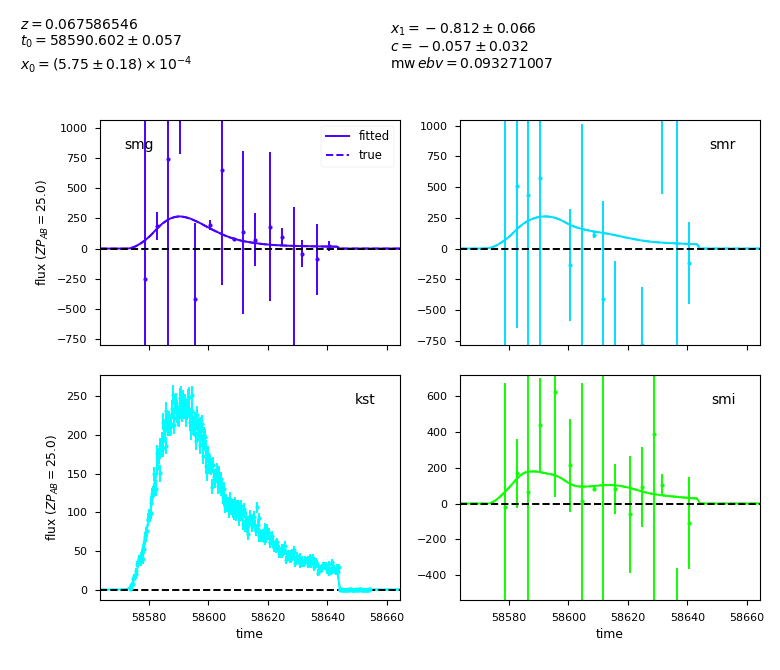 z = 0.067586546
t₀ = 58590.602 ± 0.057
x₀ = (5.75 ± 0.18) × 10⁻⁴
x₁ = −0.812 ± 0.066
c = −0.057 ± 0.032
mw ebv = 0.093271007
smg
fitted
true
1000
750
500
250
0
−250
−500
−750
flux (ZP_AB = 25.0)
smr
1000
750
500
250
0
−250
−500
−750
kst
250
200
150
100
50
0
flux (ZP_AB = 25.0)
58580 58600 58620 58640 58660
time
smi
600
400
200
0
−200
−400
58580 58600 58620 58640 58660
time